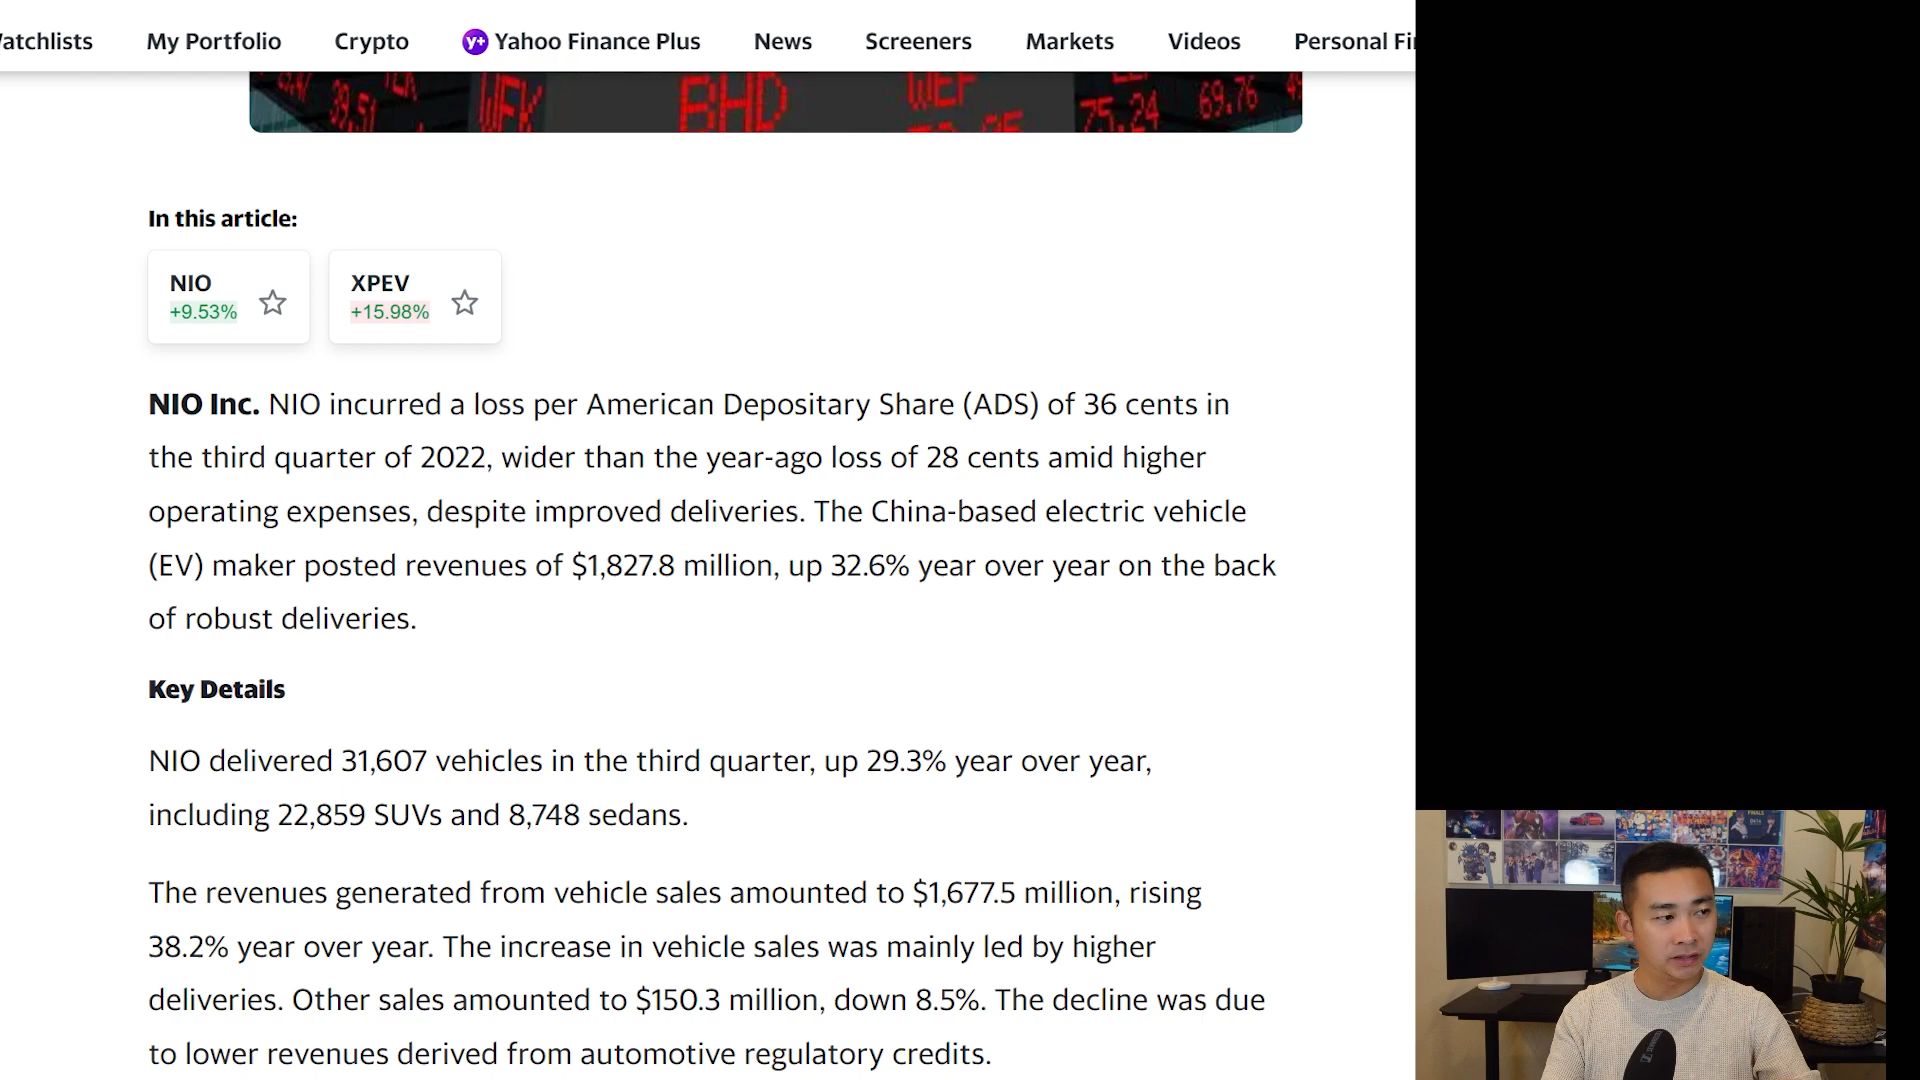 Watchlists My Portfolio Crypto y+ Yahoo Finance Plus News Screeners Markets Videos Personal Fi
39.51 WFK BHD WEF 75.24 69.76
In this article:
NIO XPEV
+9.53% +15.98%
NIO Inc. NIO incurred a loss per American Depositary Share (ADS) of 36 cents in
the third quarter of 2022, wider than the year-ago loss of 28 cents amid higher
operating expenses, despite improved deliveries. The China-based electric vehicle
(EV) maker posted revenues of $1,827.8 million, up 32.6% year over year on the back
of robust deliveries.
Key Details
NIO delivered 31,607 vehicles in the third quarter, up 29.3% year over year,
including 22,859 SUVs and 8,748 sedans.
The revenues generated from vehicle sales amounted to $1,677.5 million, rising
38.2% year over year. The increase in vehicle sales was mainly led by higher
deliveries. Other sales amounted to $150.3 million, down 8.5%. The decline was due
to lower revenues derived from automotive regulatory credits.